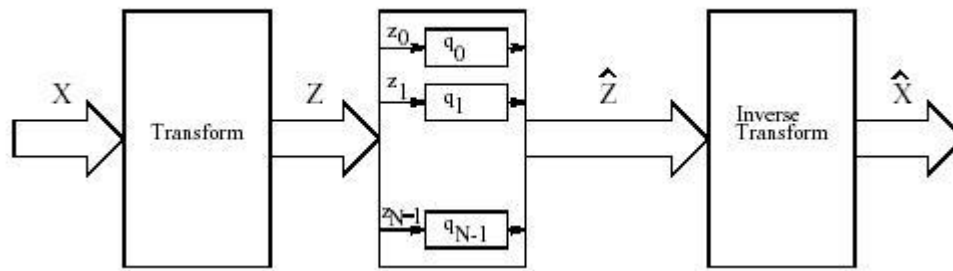 X
Transform
Z
z0
q0
z1
q1
zN-1
qN-1
Ẑ
Inverse
Transform
X̂